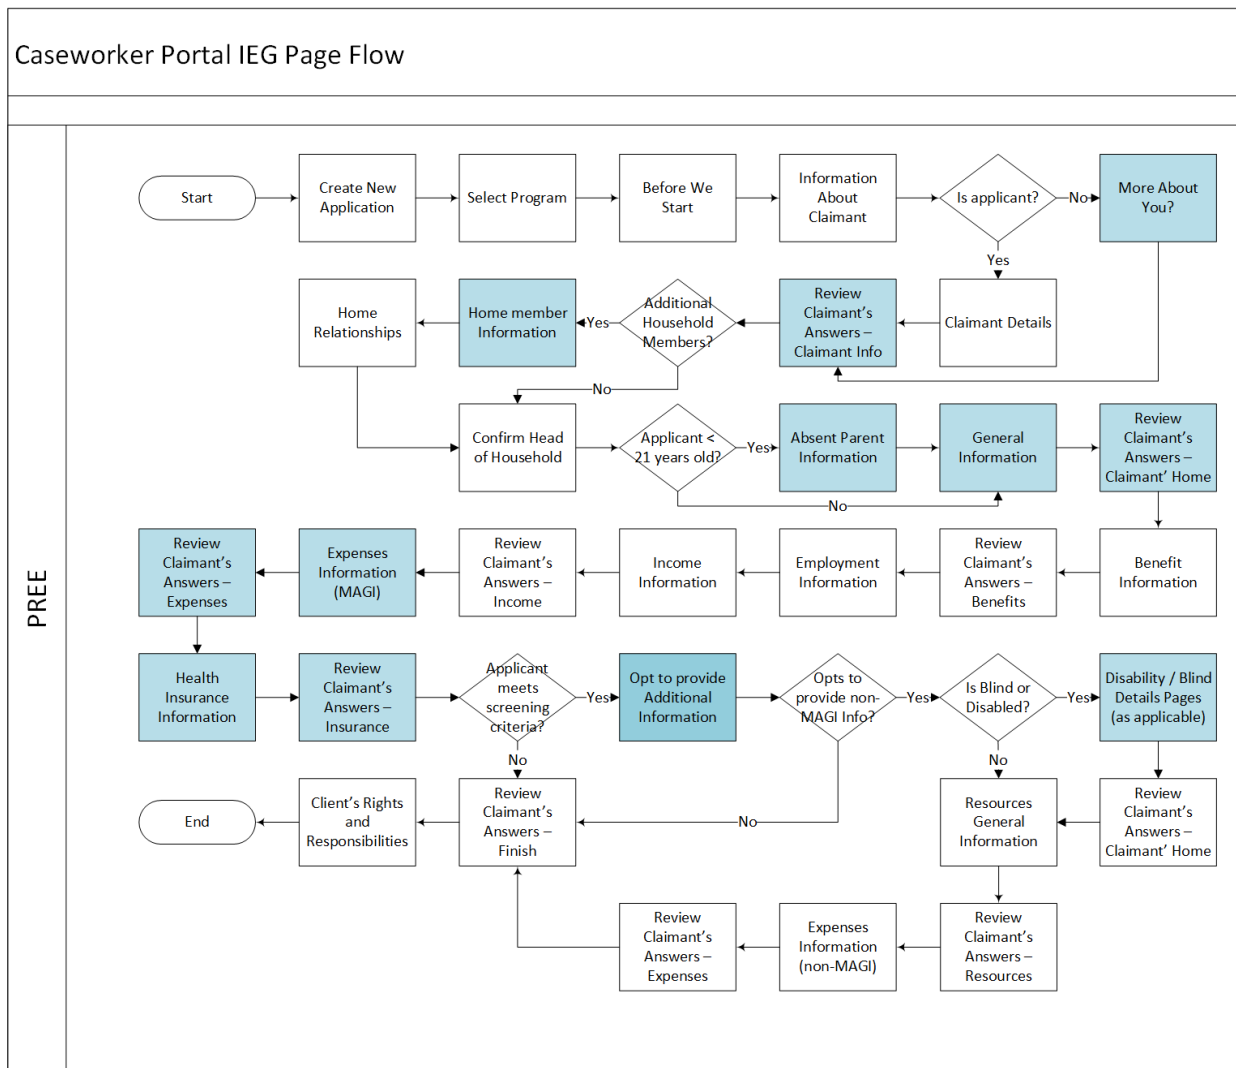 Caseworker Portal IEG Page Flow
PREE
Start
Create New
Application
Select Program
Before We
Start
Information
About
Claimant
Is applicant?
No
More About
You?
Yes
Home
Relationships
Home member
Information
Yes
Additional
Household
Members?
Review
Claimant's
Answers –
Claimant Info
Claimant Details
No
Confirm Head
of Household
Applicant <
21 years old?
Yes
Absent Parent
Information
General
Information
Review
Claimant's
Answers –
Claimant' Home
No
Review
Claimant's
Answers –
Expenses
Expenses
Information
(MAGI)
Review
Claimant's
Answers –
Income
Income
Information
Employment
Information
Review
Claimant's
Answers –
Benefits
Benefit
Information
Health
Insurance
Information
Review
Claimant's
Answers –
Insurance
Applicant
meets
screening
criteria?
Yes
Opt to provide
Additional
Information
Opts to
provide non-
MAGI Info?
Yes
Is Blind or
Disabled?
Yes
Disability / Blind
Details Pages
(as applicable)
No
No
End
Client's Rights
and
Responsibilities
Review
Claimant's
Answers –
Finish
No
Resources
General
Information
Review
Claimant's
Answers –
Claimant' Home
Review
Claimant's
Answers –
Expenses
Expenses
Information
(non-MAGI)
Review
Claimant's
Answers –
Resources